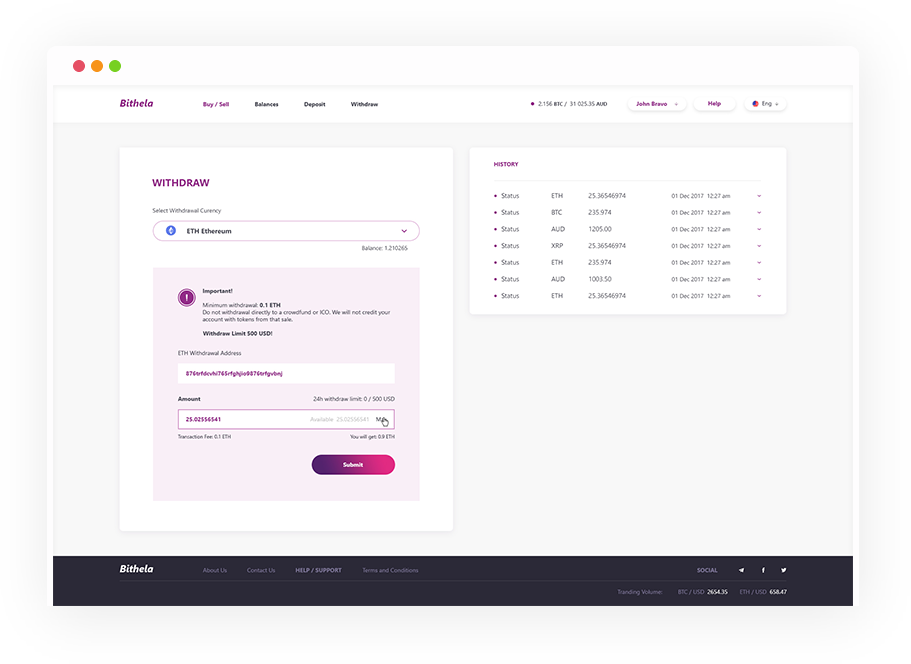 Bithela
Buy / Sell Balances Deposit Withdraw
2.156 BTC / 31 025.35 AUD
John Bravo
Help
Eng
WITHDRAW
Select Withdrawal Curency
ETH Ethereum
Balance: 1.210265
!
Important!
Minimum withdrawal: 0.1 ETH
Do not withdrawal directly to a crowdfund or ICO. We will not credit your
account with tokens from that sale.
Withdraw Limit 500 USD!
ETH Withdrawal Address
876trfdcvhi765rfghjio9876trfgvbnj
Amount 24h withdraw limit: 0 / 500 USD
25.02556541 Available 25.02556541
Transaction Fee: 0.1 ETH You will get: 0.9 ETH
Submit
HISTORY
Status ETH 25.36546974 01 Dec 2017 12:27 am
Status BTC 235.974 01 Dec 2017 12:27 am
Status AUD 1205.00 01 Dec 2017 12:27 am
Status XRP 25.36546974 01 Dec 2017 12:27 am
Status ETH 235.974 01 Dec 2017 12:27 am
Status AUD 1003.50 01 Dec 2017 12:27 am
Status ETH 25.36546974 01 Dec 2017 12:27 am
Bithela
About Us Contact Us HELP / SUPPORT Terms and Conditions
SOCIAL
Tranding Volume: BTC / USD 2654.35 ETH / USD 658.47